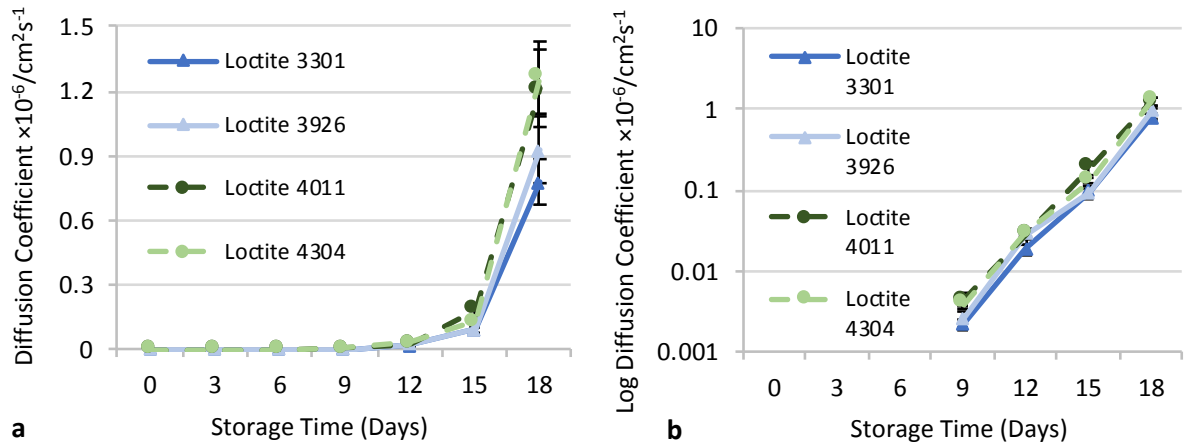 Diffusion Coefficient ×10⁻⁶/cm²s⁻¹
1.5
1.2
0.9
0.6
0.3
0
Loctite 3301
Loctite 3926
Loctite 4011
Loctite 4304
0 3 6 9 12 15 18
Storage Time (Days)
a
Log Diffusion Coefficient ×10⁻⁶/cm²s⁻¹
10
1
0.1
0.01
0.001
Loctite
3301
Loctite
3926
Loctite
4011
Loctite
4304
0 3 6 9 12 15 18
Storage Time (Days)
b